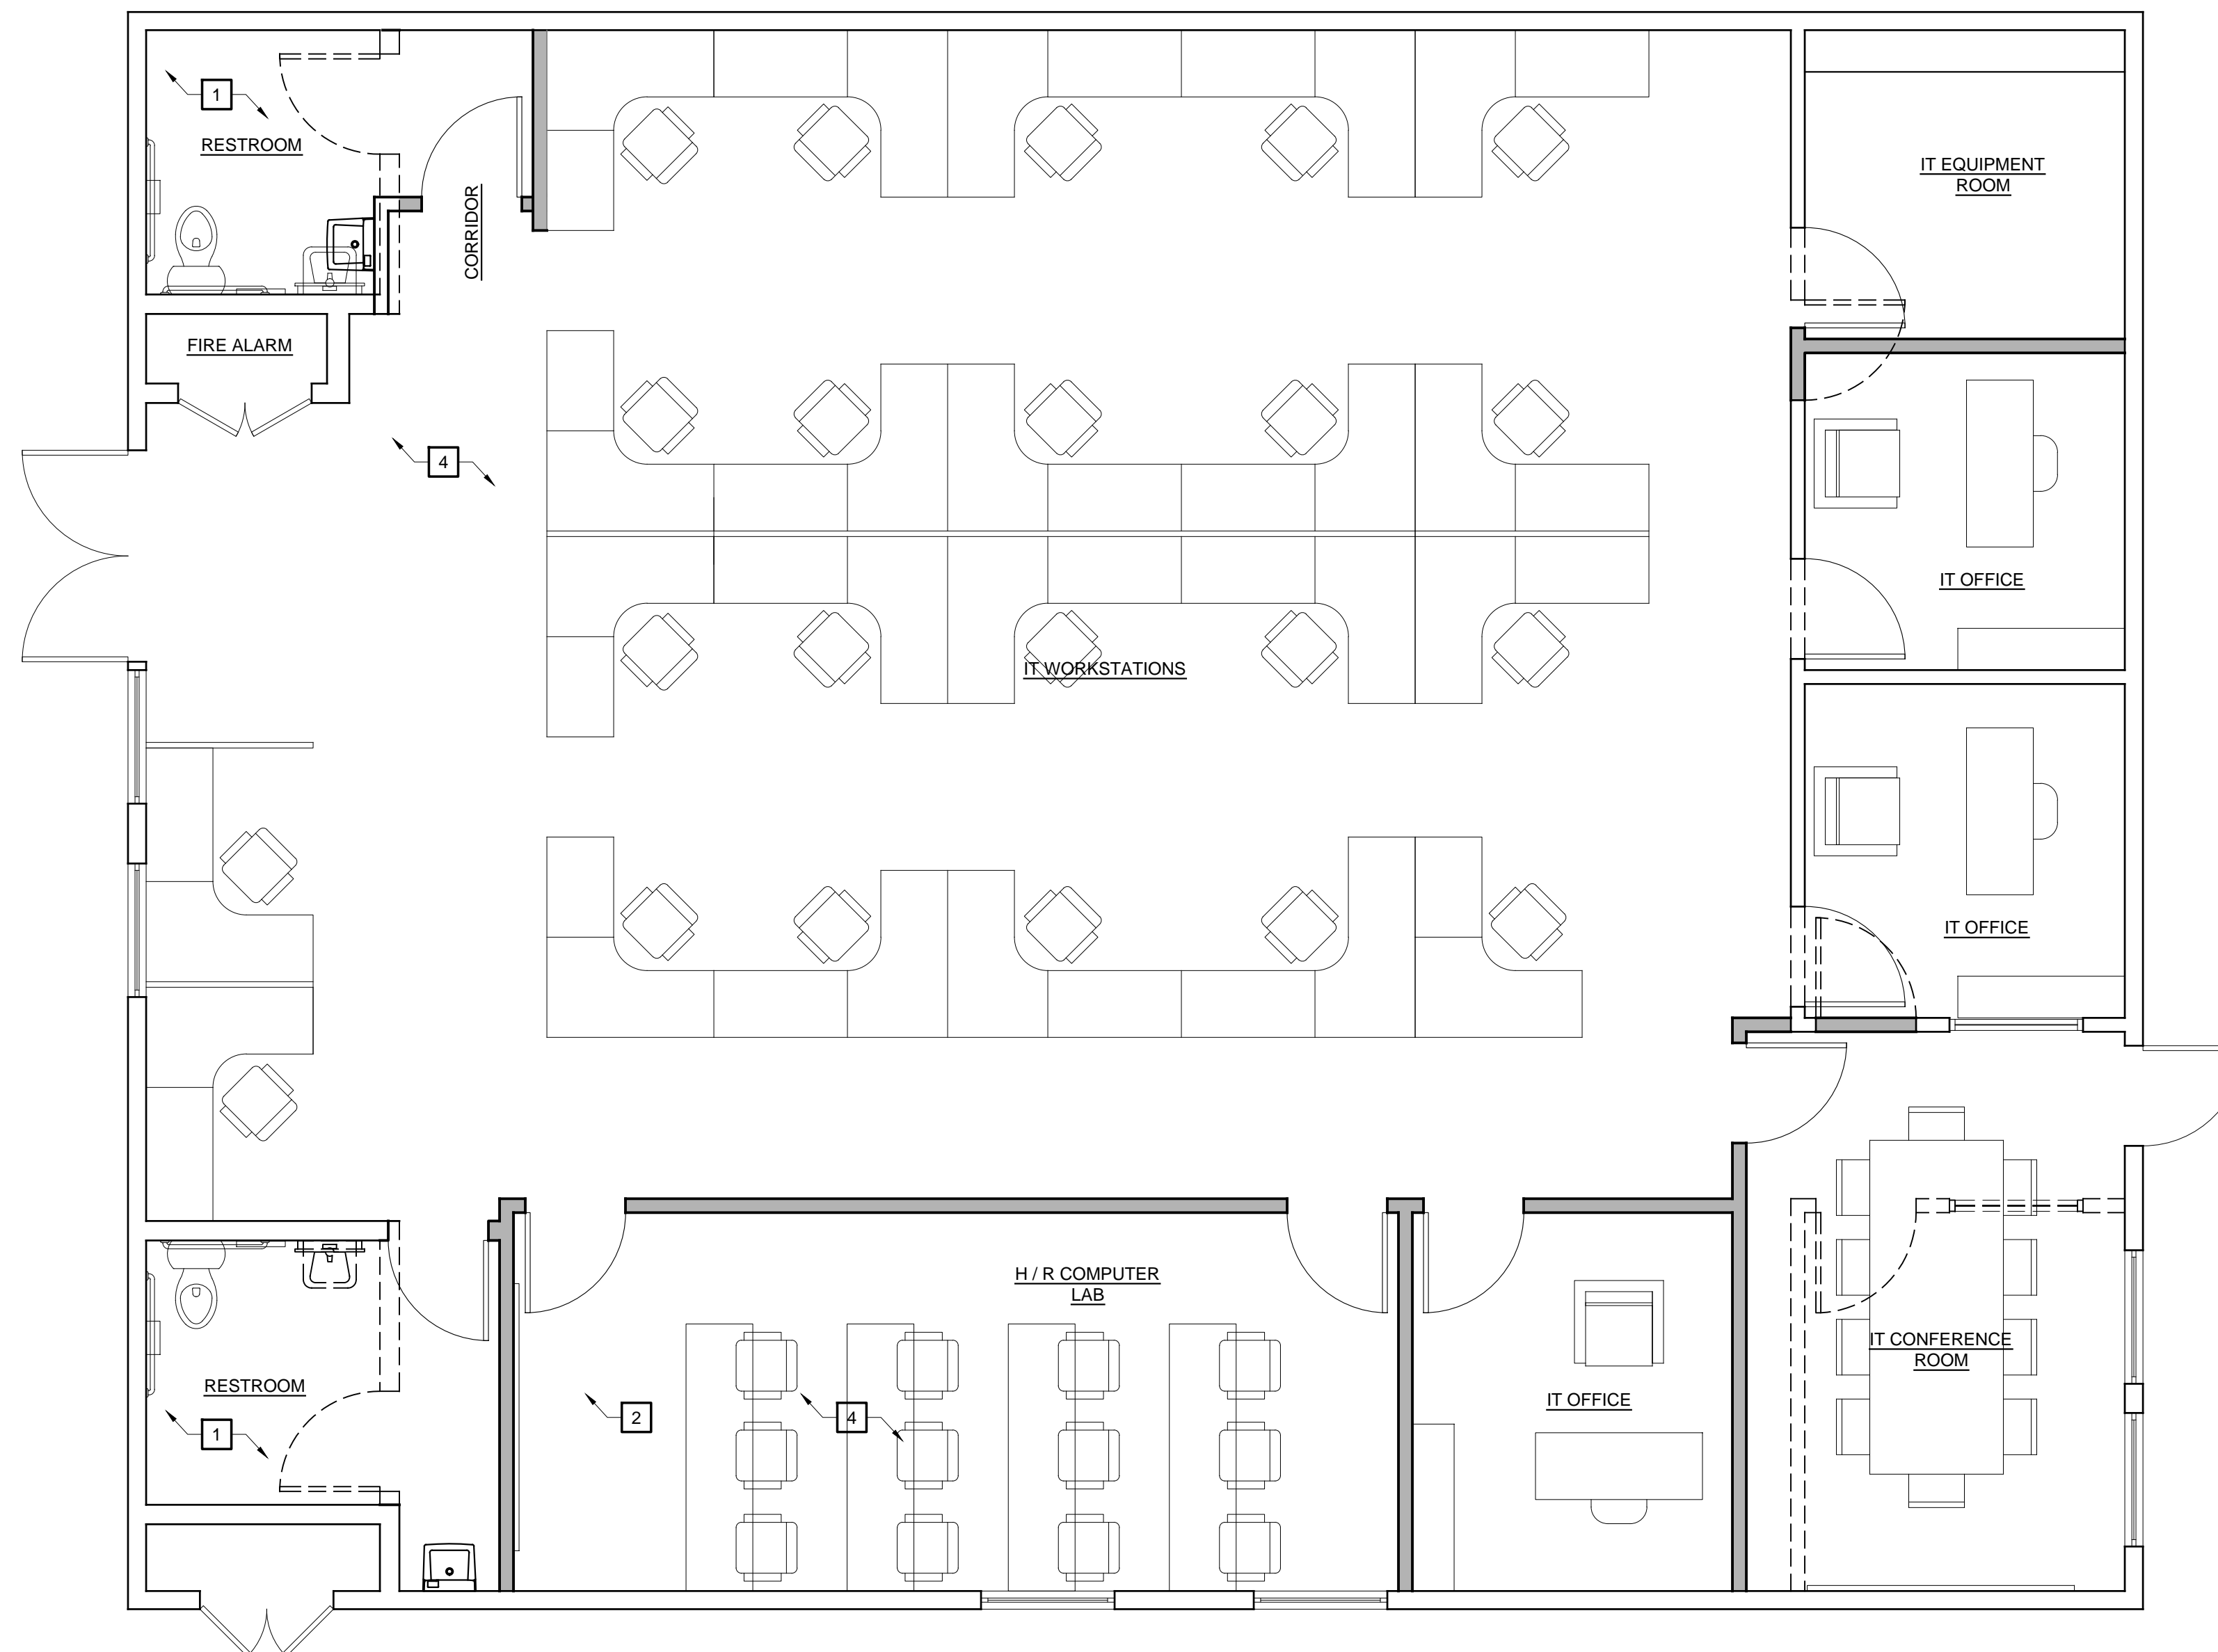 1
RESTROOM
CORRIDOR
IT EQUIPMENT
ROOM
FIRE ALARM
4
IT OFFICE
IT WORKSTATIONS
IT OFFICE
H / R COMPUTER
LAB
IT CONFERENCE
ROOM
RESTROOM
IT OFFICE
1
2
4